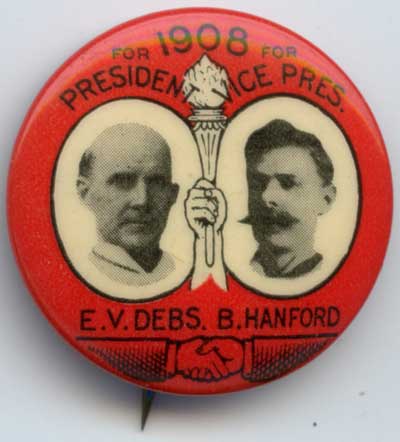 FOR 1908 FOR
PRESIDEN ICE PRES.
E.V. DEBS. B. HANFORD